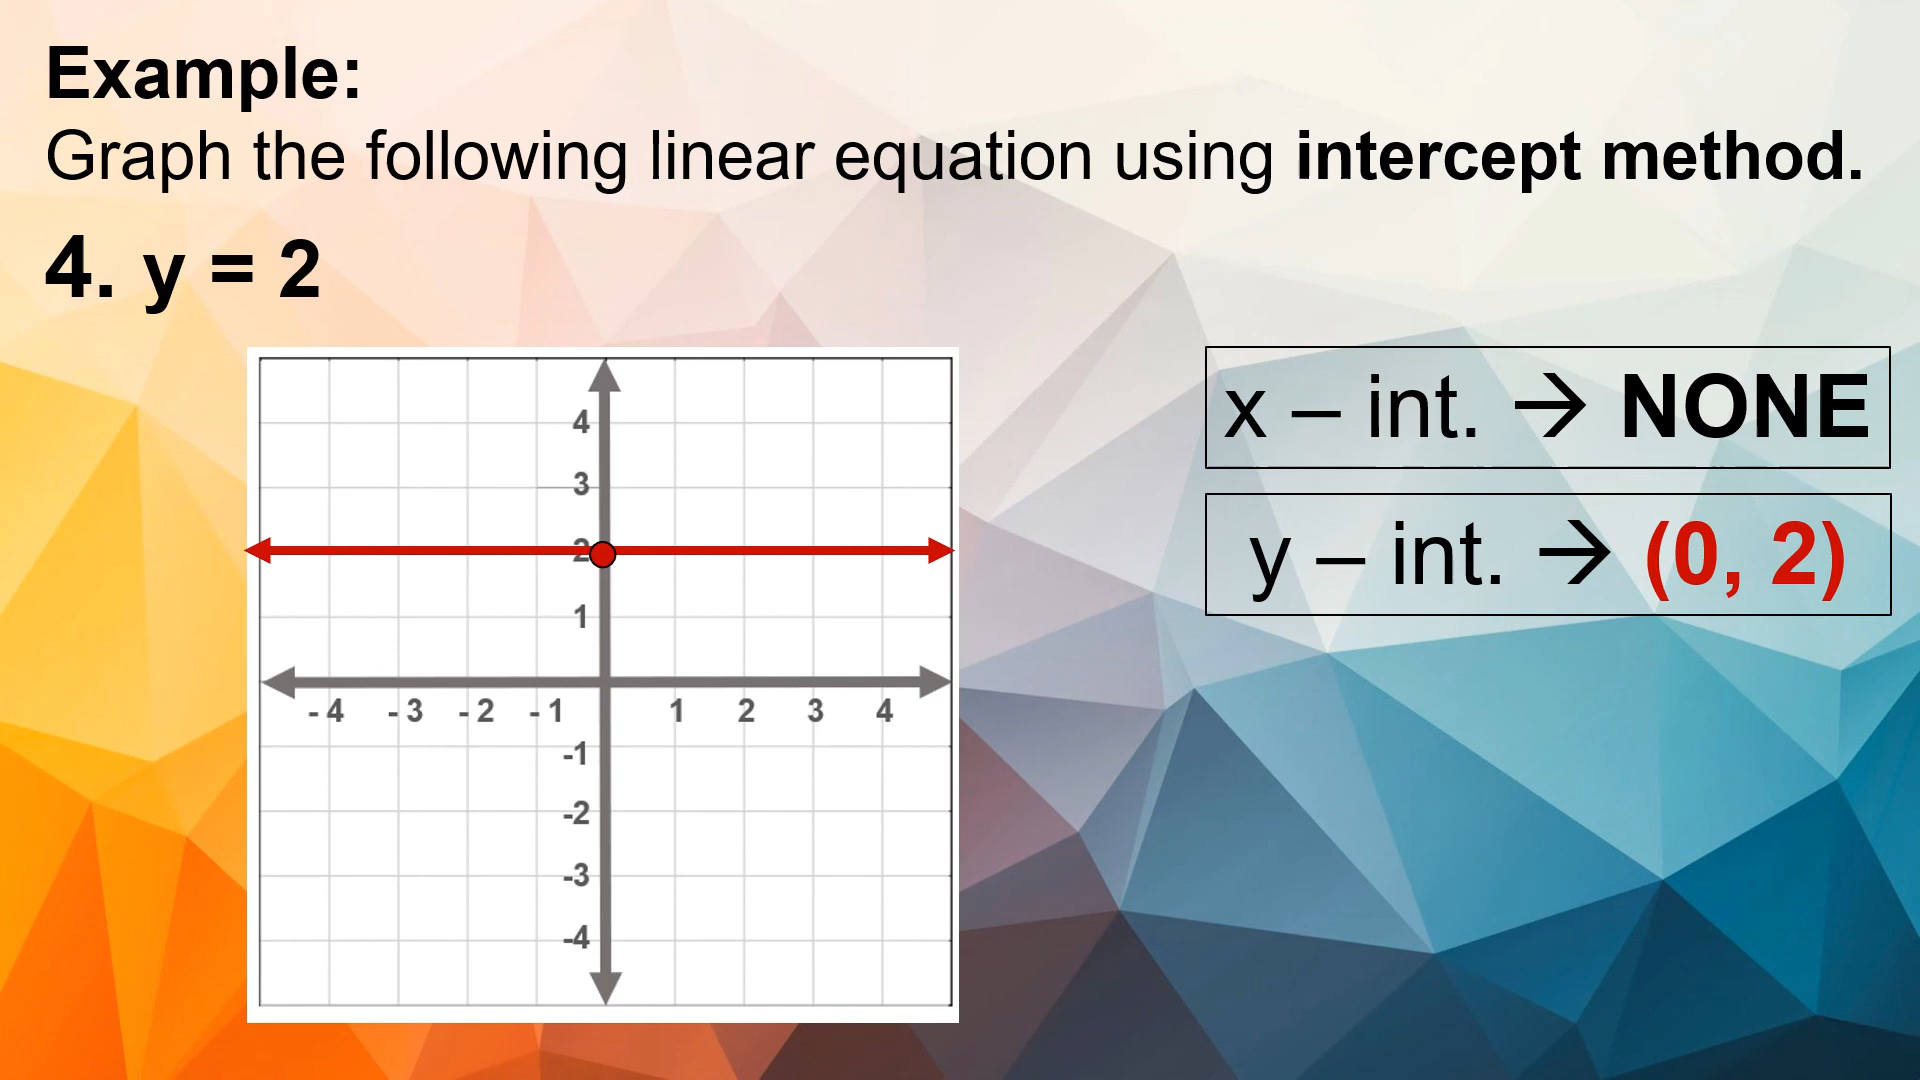 Example:
Graph the following linear equation using intercept method.
4. y = 2
x – int. → NONE
y – int. → (0, 2)
4
3
2
1
- 4 - 3 - 2 - 1 1 2 3 4
-1
-2
-3
-4